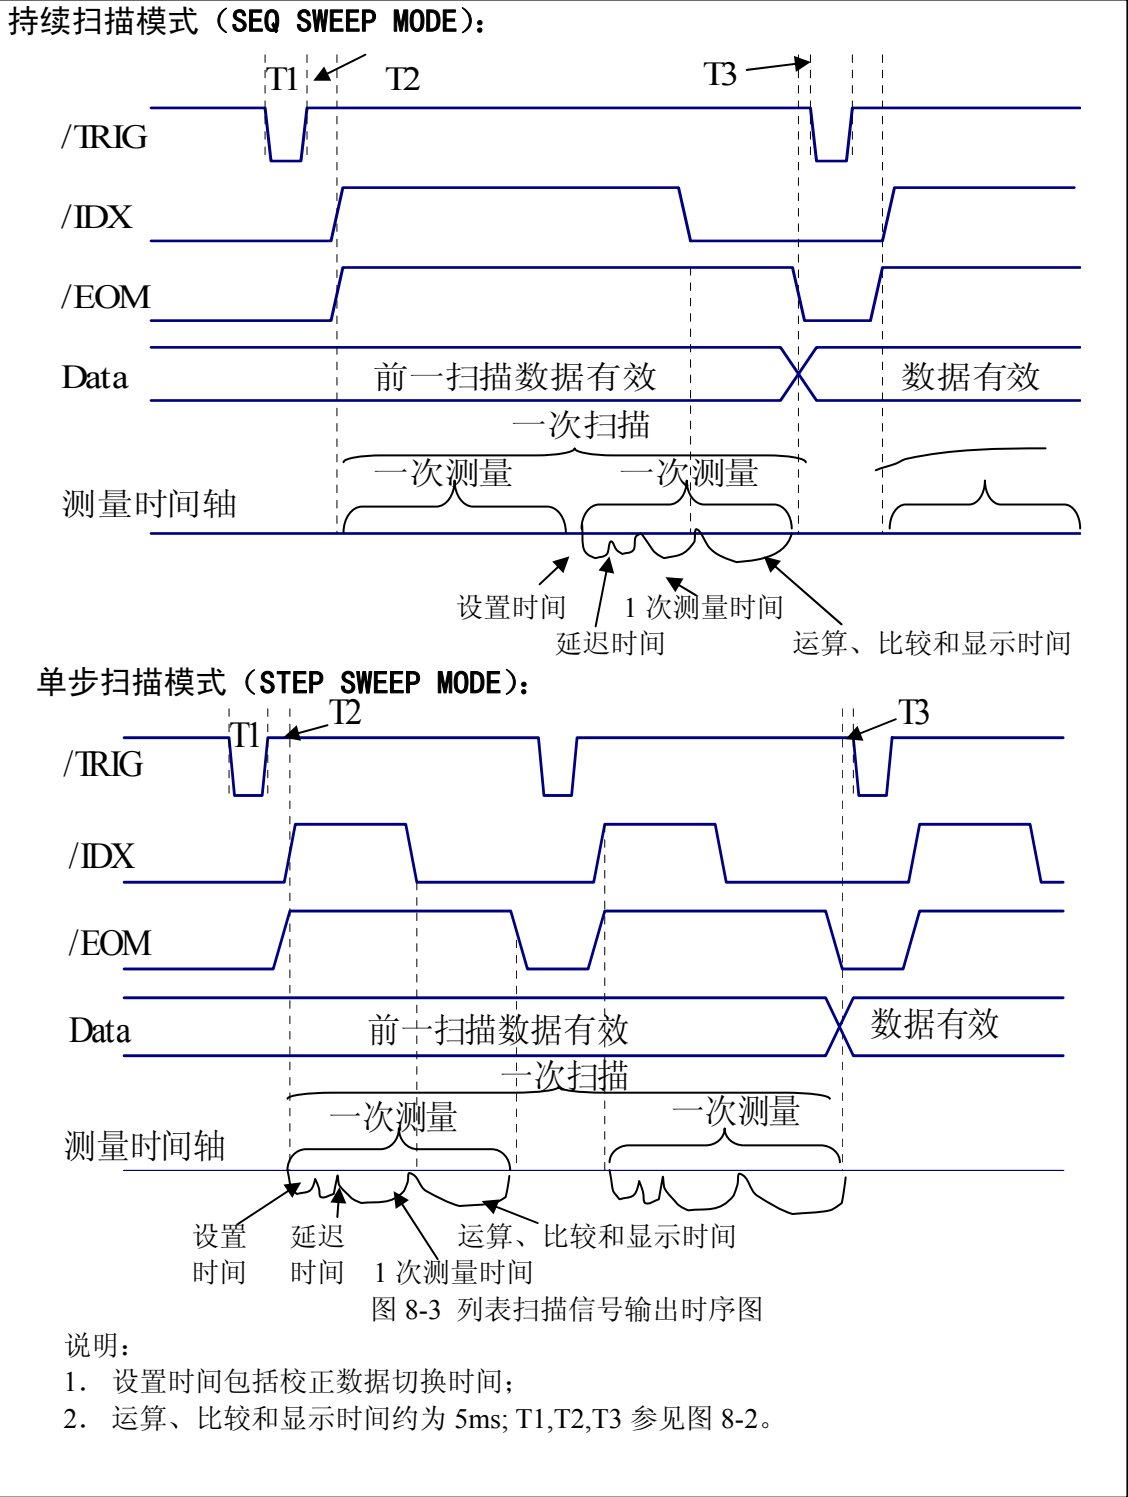 持续扫描模式（SEQ SWEEP MODE）：
T1
T2
T3
/TRIG
/IDX
/EOM
Data
前一扫描数据有效
数据有效
一次扫描
一次测量
一次测量
测量时间轴
设置时间
1 次测量时间
延迟时间
运算、比较和显示时间
单步扫描模式（STEP SWEEP MODE）：
T1
T2
T3
/TRIG
/IDX
/EOM
Data
前一扫描数据有效
数据有效
一次扫描
一次测量
一次测量
测量时间轴
设置
时间
延迟
时间
运算、比较和显示时间
1 次测量时间
图 8-3 列表扫描信号输出时序图
说明：
1． 设置时间包括校正数据切换时间；
2． 运算、比较和显示时间约为 5ms; T1,T2,T3 参见图 8-2。